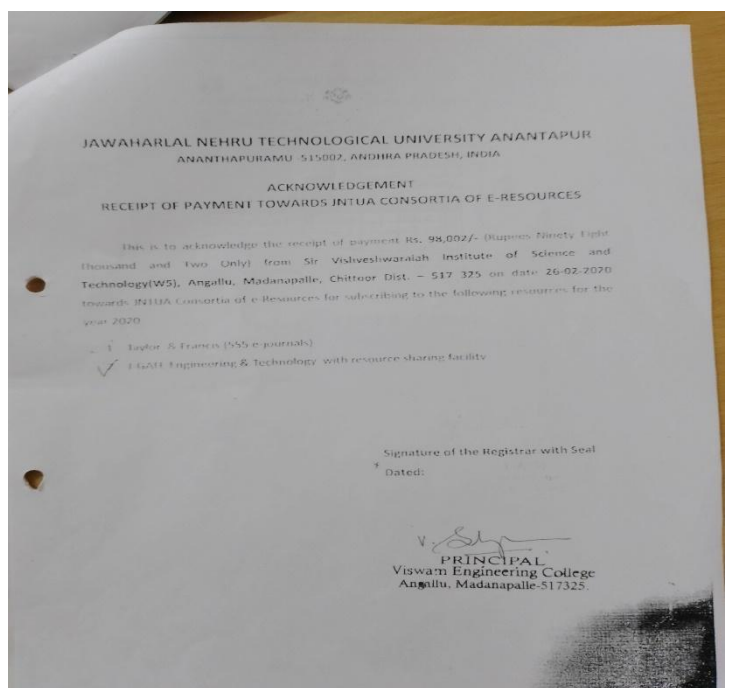 JAWAHARLAL NEHRU TECHNOLOGICAL UNIVERSITY ANANTAPUR
ANANTHAPURAMU -515002, ANDHRA PRADESH, INDIA
ACKNOWLEDGEMENT
RECEIPT OF PAYMENT TOWARDS JNTUA CONSORTIA OF E-RESOURCES
This is to acknowledge the receipt of payment Rs. 98,002/- (Rupees Ninety Eight
Thousand and Two Only) from Sir Vishveshwaraiah Institute of Science and
Technology(W5), Angallu, Madanapalle, Chittoor Dist. – 517 325 on date 26-02-2020
towards JNTUA Consortia of e-Resources for subscribing to the following resources for the
year 2020
Taylor & Francis (555 e-journals)
Engineering & Technology with resource sharing facility
Signature of the Registrar with Seal
Dated:
PRINCIPAL
Viswam Engineering College
Angallu, Madanapalle-517325.